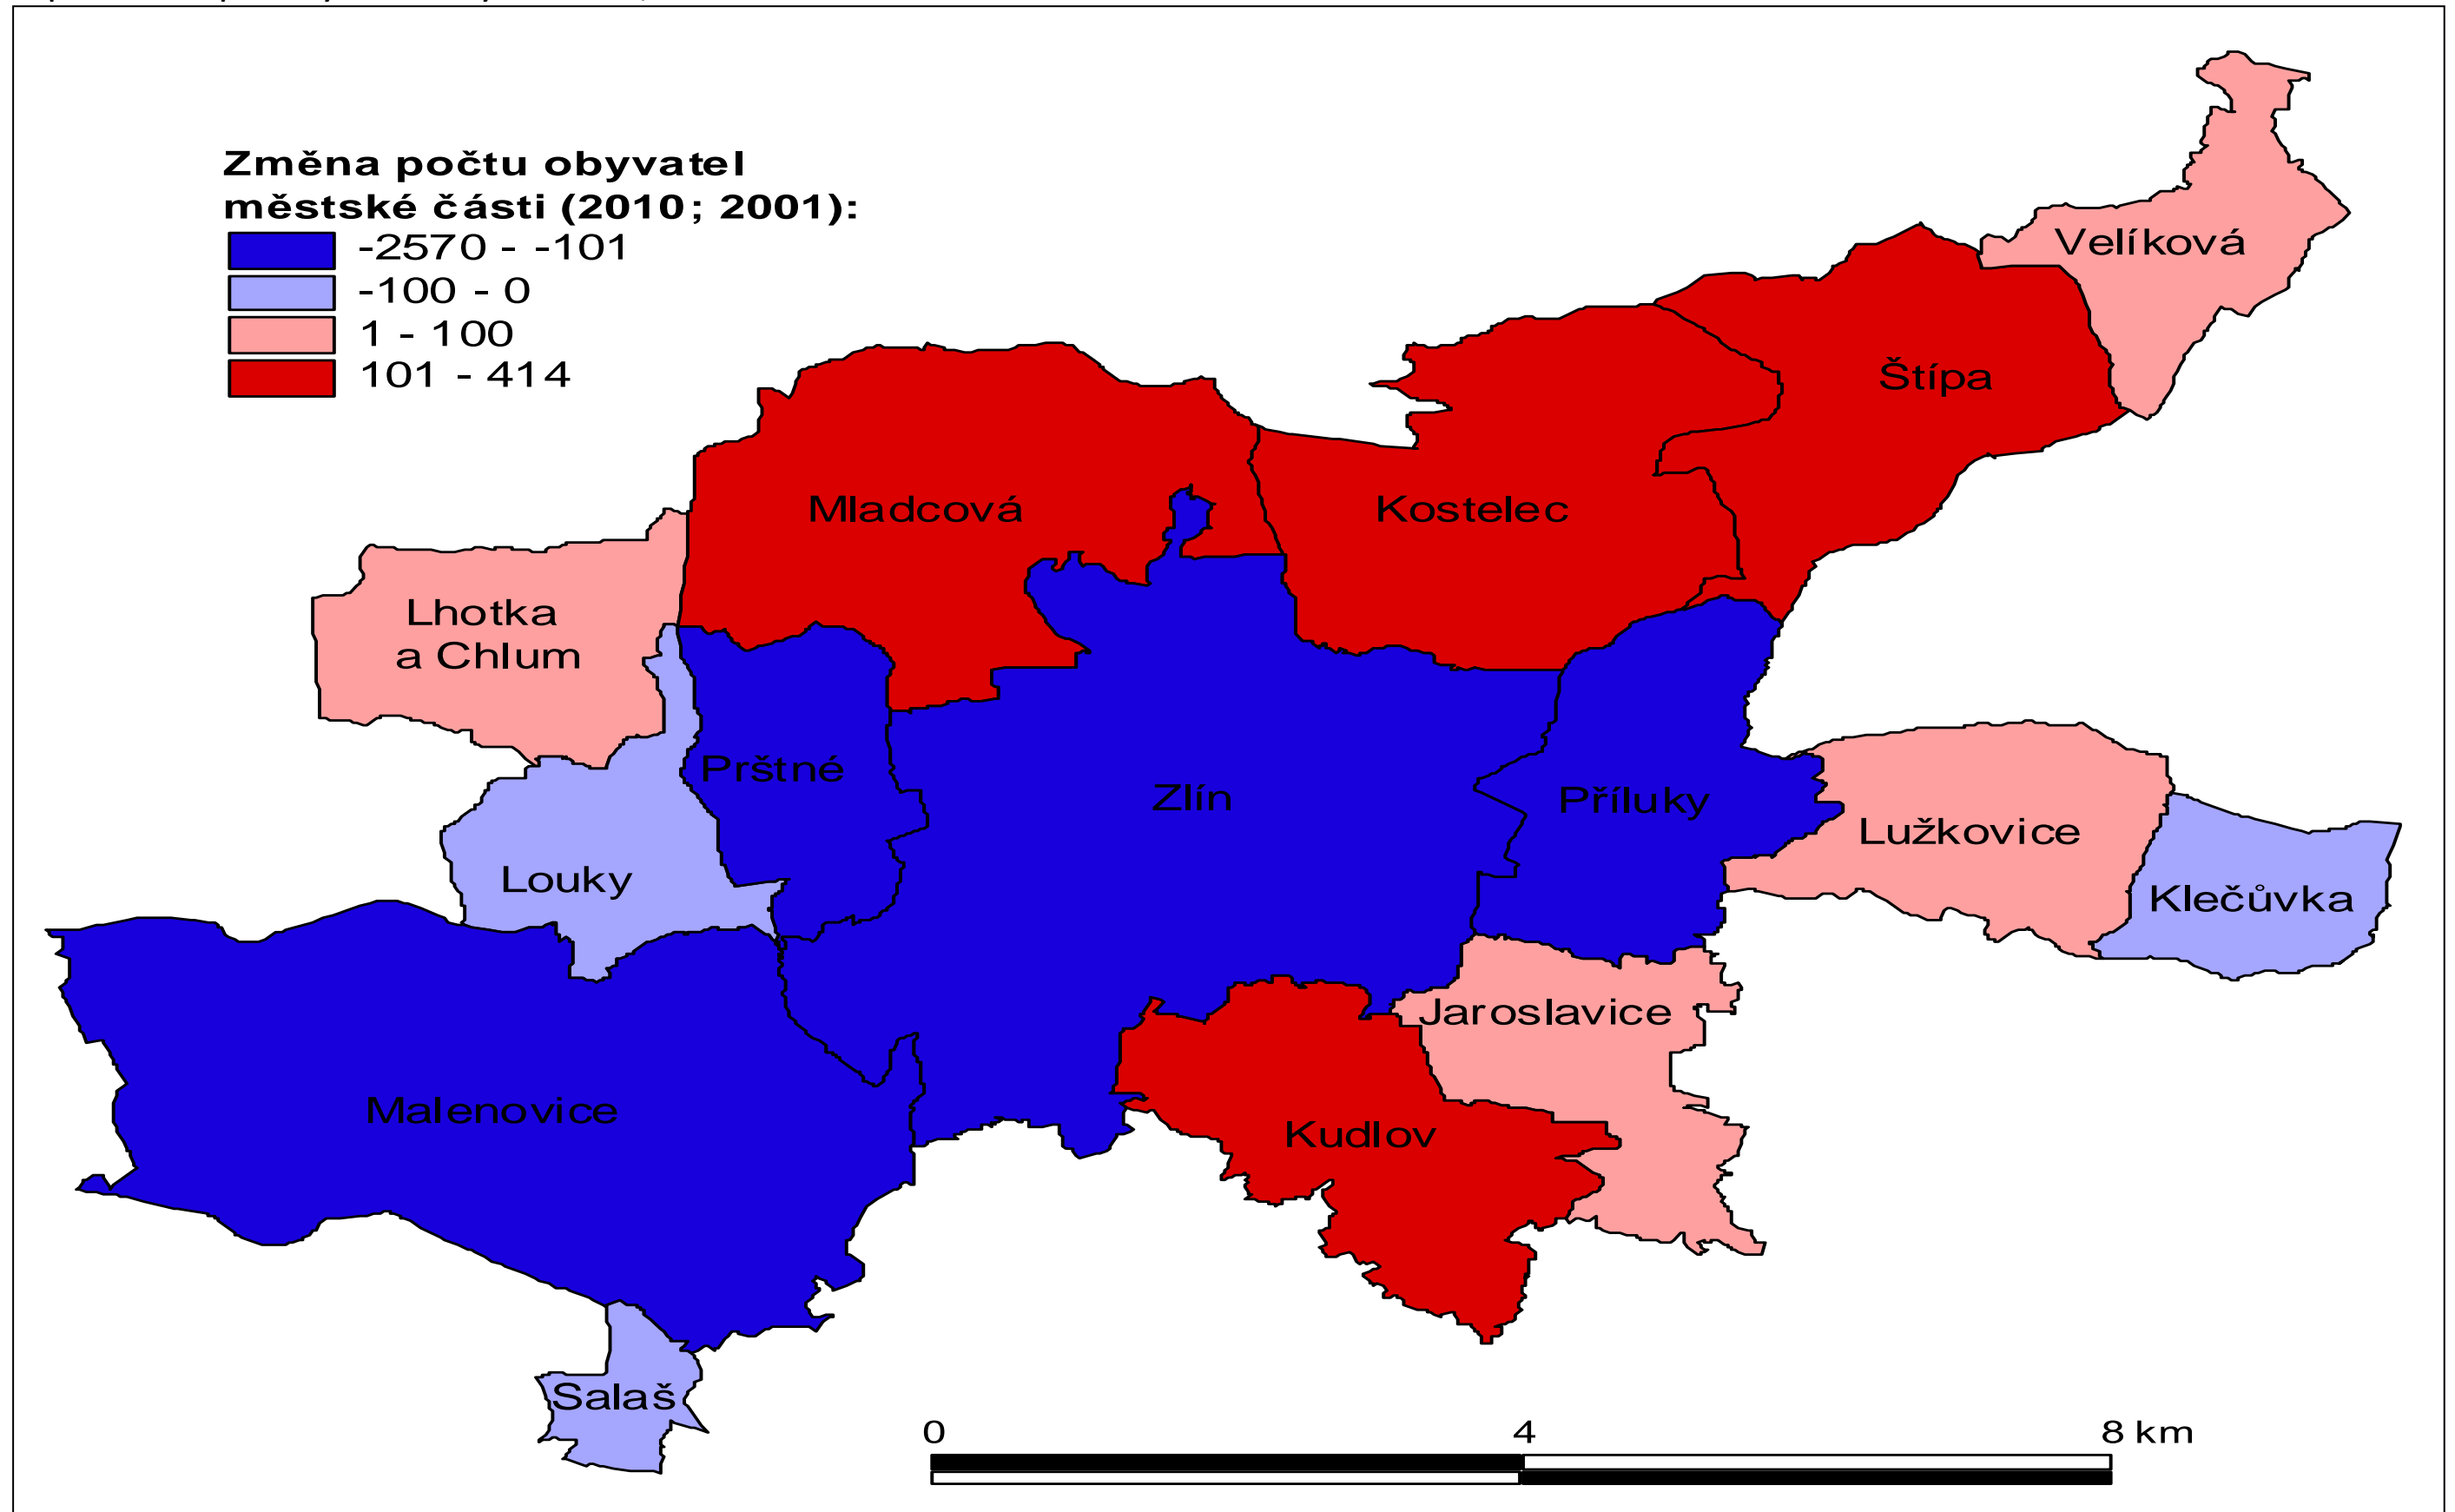 Změna počtu obyvatel
městské části (2010; 2001):
-2570 - -101
-100 - 0
1 - 100
101 - 414
Velíková
Štípa
Mladcová
Kostelec
Lhotka
a Chlum
Prštné
Zlín
Příluky
Lužkovice
Louky
Klečůvka
Jaroslavice
Malenovice
Kudlov
Salaš
0 4 8 km